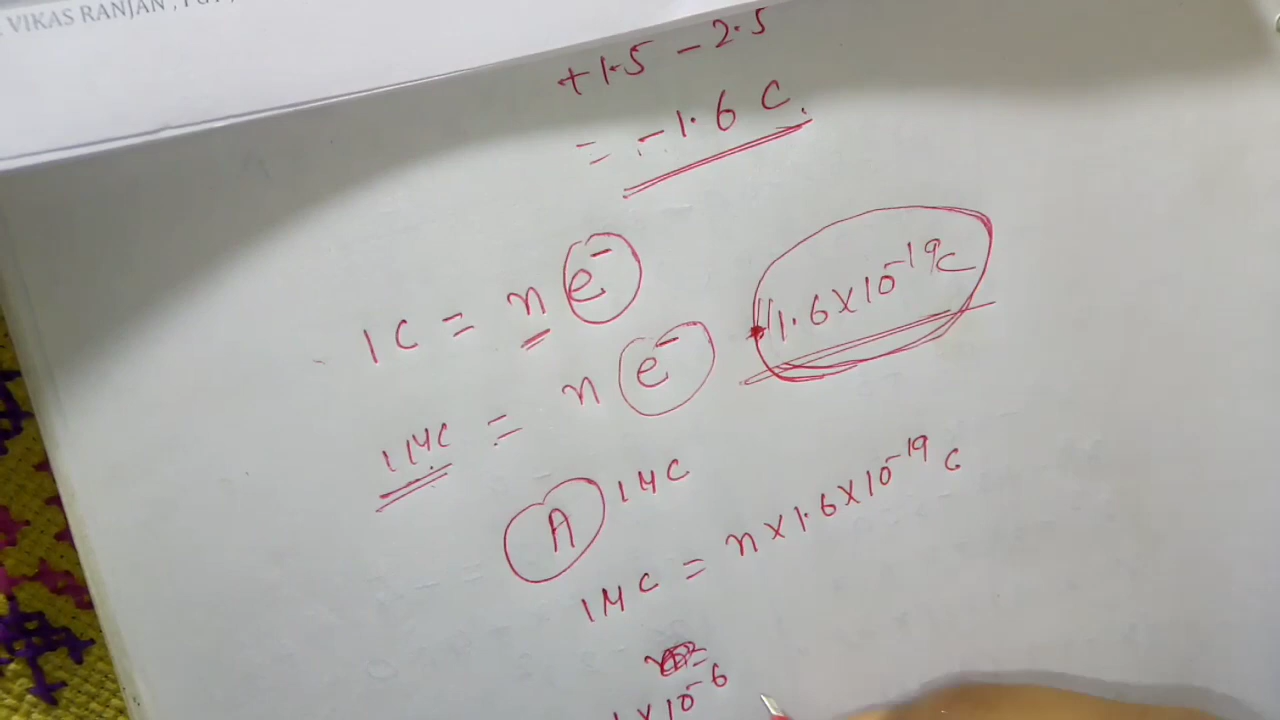 VIKAS RANJAN,
+1.5 - 2.5
= -1.6 C.
1C = n e⁻
1.6×10⁻¹⁹C
1μC = n e⁻
A 1μC
1μC = n×1.6×10⁻¹⁹ C
1×10⁻⁶